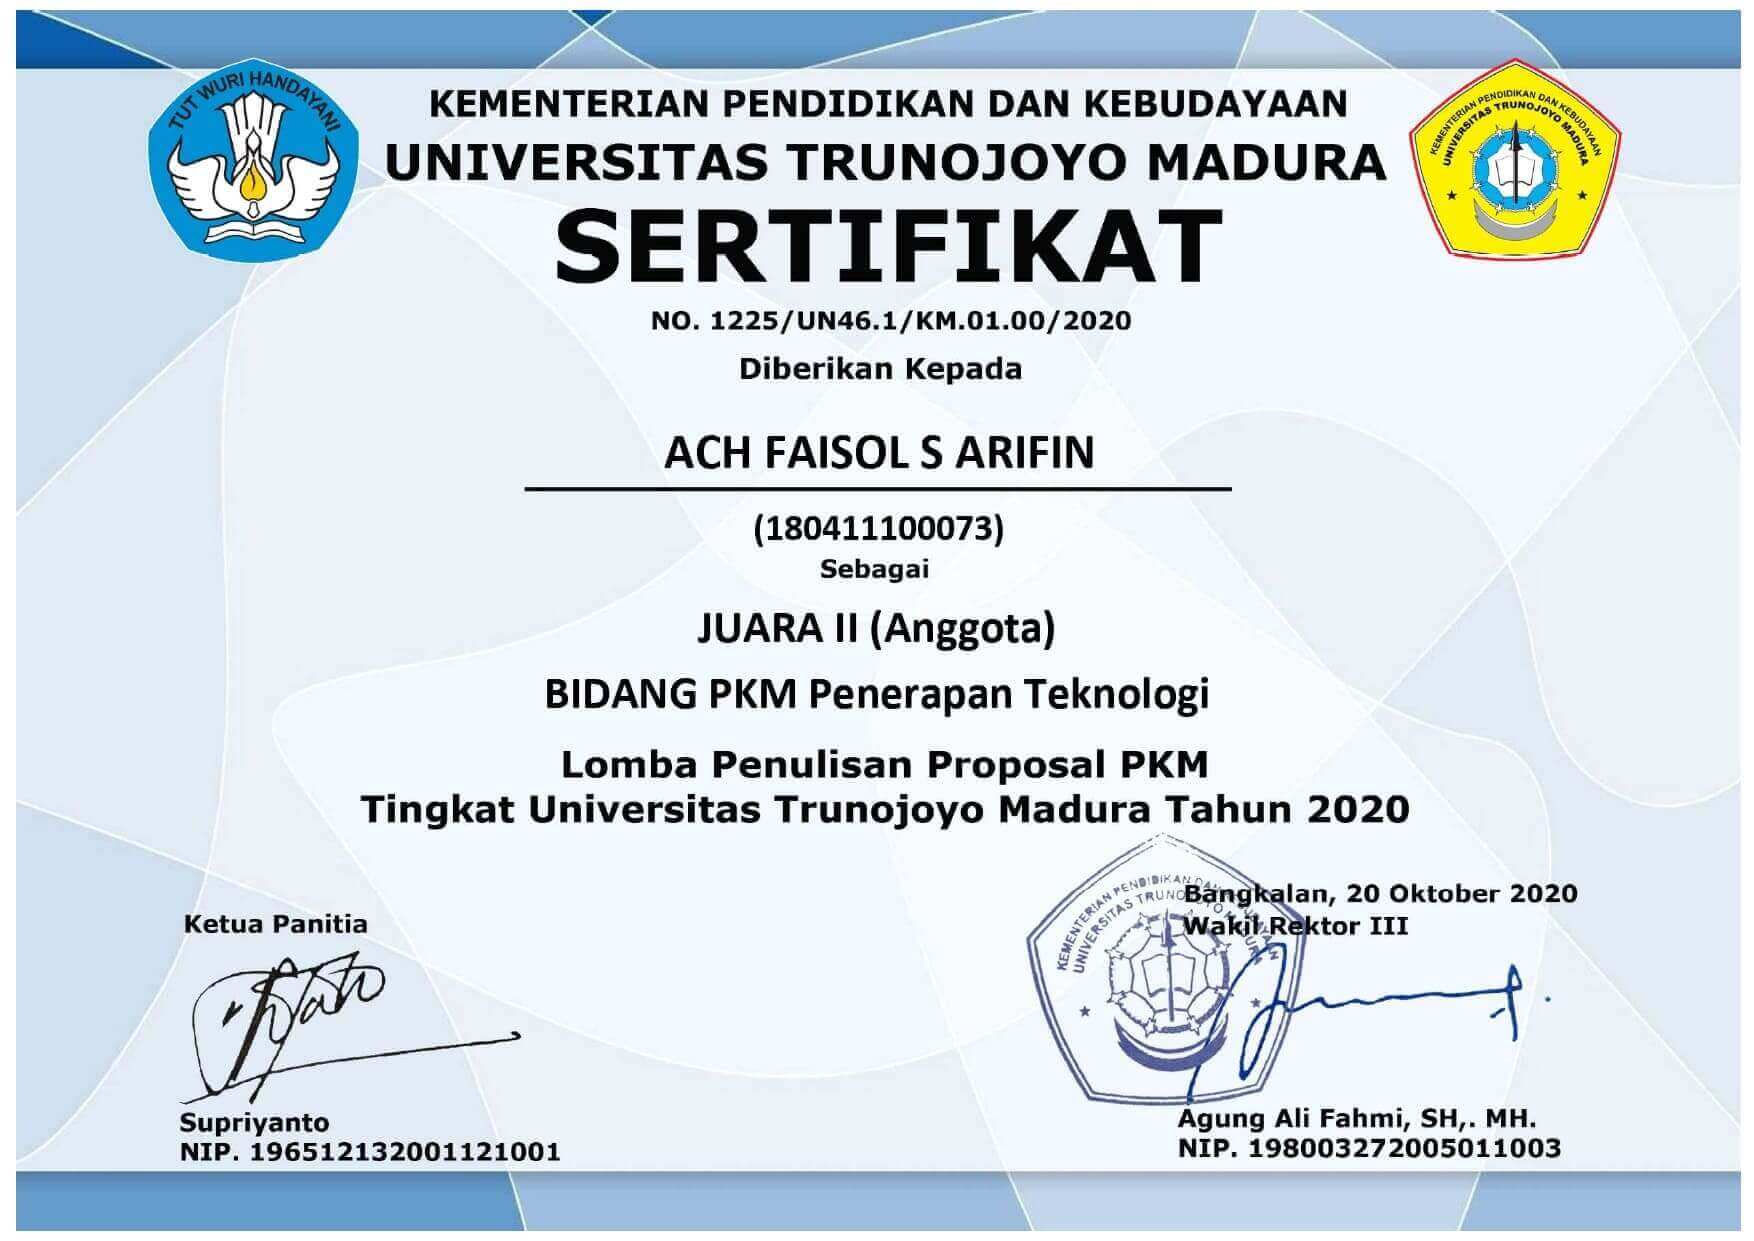 TUT WURI HANDAYANI
KEMENTERIAN PENDIDIKAN DAN KEBUDAYAAN
UNIVERSITAS TRUNOJOYO MADURA
KEMENTERIAN PENDIDIKAN DAN KEBUDAYAAN
UNIVERSITAS TRUNOJOYO MADURA
SERTIFIKAT
NO. 1225/UN46.1/KM.01.00/2020
Diberikan Kepada
ACH FAISOL S ARIFIN
(180411100073)
Sebagai
JUARA II (Anggota)
BIDANG PKM Penerapan Teknologi
Lomba Penulisan Proposal PKM
Tingkat Universitas Trunojoyo Madura Tahun 2020
Ketua Panitia
Supriyanto
NIP. 196512132001121001
Bangkalan, 20 Oktober 2020
Wakil Rektor III
KEMENTERIAN PENDIDIKAN DAN KEBUDAYAAN
UNIVERSITAS TRUNOJOYO MADURA
Agung Ali Fahmi, SH,. MH.
NIP. 198003272005011003